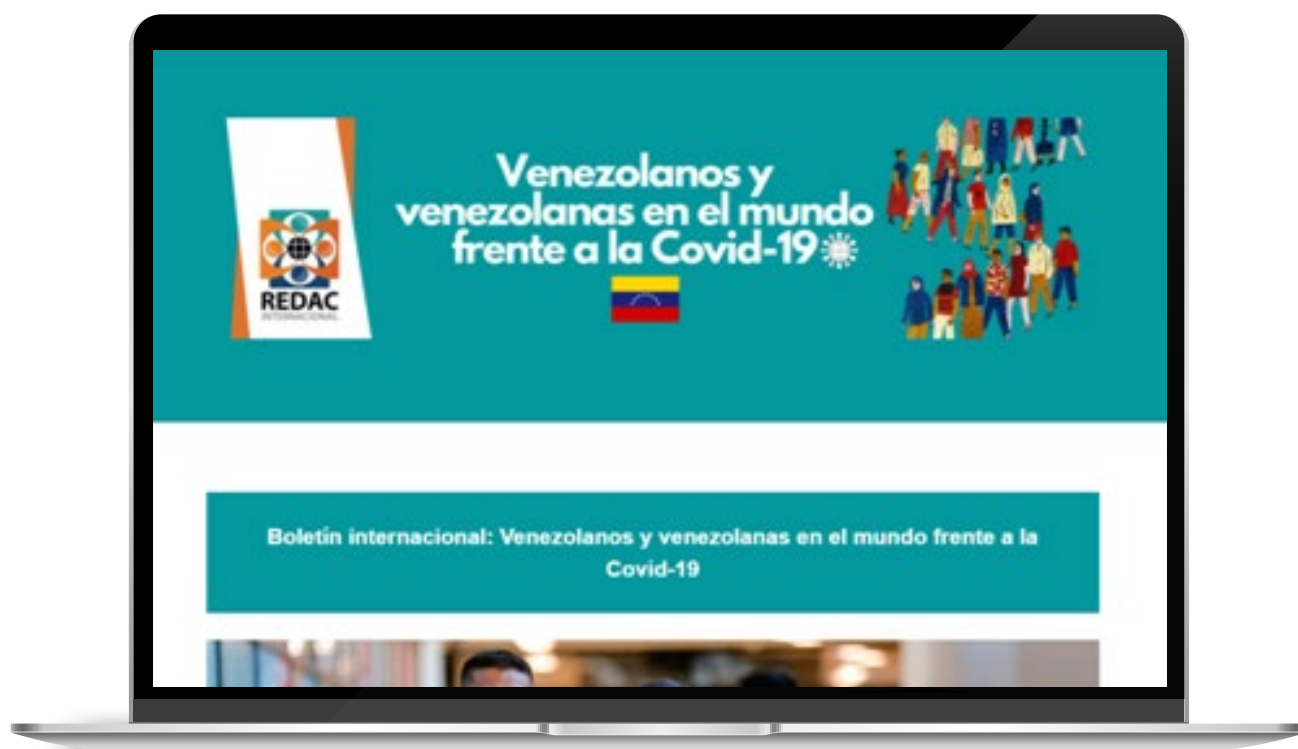 Venezolanos y
venezolanas en el mundo
frente a la Covid-19
REDAC
INTERNACIONAL
Boletín internacional: Venezolanos y venezolanas en el mundo frente a la
Covid-19